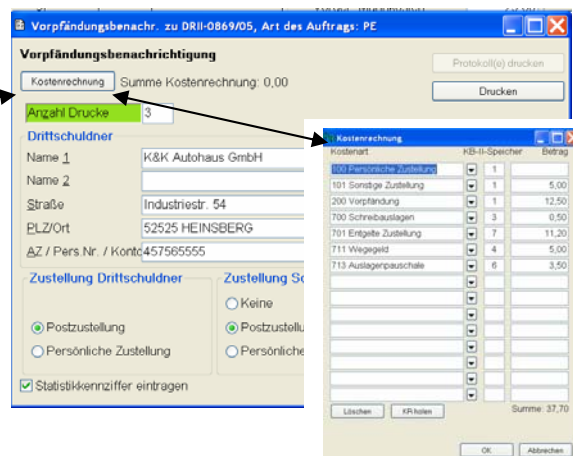 Vorpfändungsbenachr. zu DRII-0869/05, Art des Auftrags: PE
Vorpfändungsbenachrichtigung
Protokoll(e) drucken
Kostenrechnung Summe Kostenrechnung: 0,00
Drucken
Anzahl Drucke 3
Drittschuldner
Name 1 K&K Autohaus GmbH
Name 2
Straße Industriestr. 54
PLZ/Ort 52525 HEINSBERG
AZ / Pers.Nr. / Konto 457565555
Zustellung Drittschuldner Zustellung Sc
Keine
Postzustellung Postzustellu
Persönliche Zustellung Persönliche
Statistikkennziffer eintragen
Kostenrechnung
Kostenart KB-II-Speicher Betrag
100 Persönliche Zustellung 1
101 Sonstige Zustellung 1 5,00
200 Vorpfändung 1 12,50
700 Schreibauslagen 3 0,50
701 Entgelte Zustellung 7 11,20
711 Wegegeld 4 5,00
713 Auslagenpauschale 6 3,50
Löschen KR-holen Summe: 37,70
OK Abbrechen